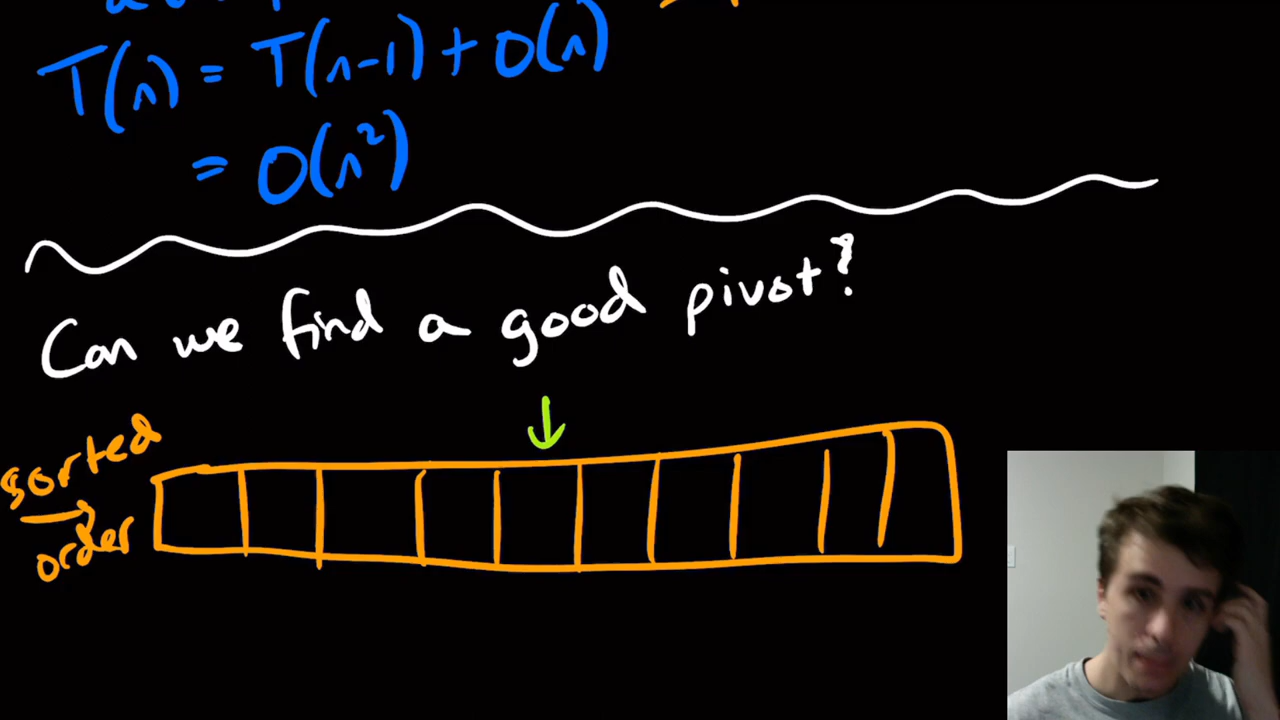 T(n) = T(n-1) + O(n)
= O(n²)
Can we find a good pivot?
sorted
order